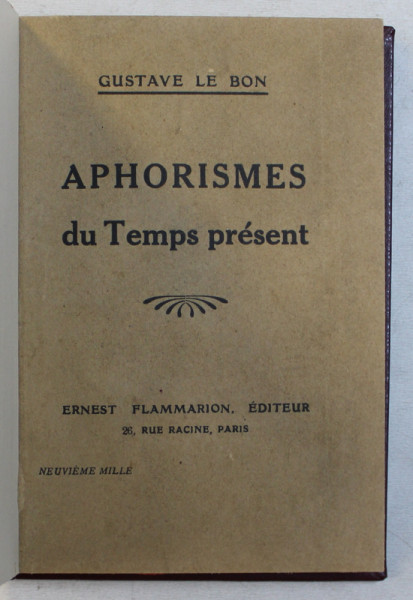 GUSTAVE LE BON
APHORISMES
du Temps présent
ERNEST FLAMMARION, ÉDITEUR
26, RUE RACINE, PARIS
NEUVIÈME MILLE